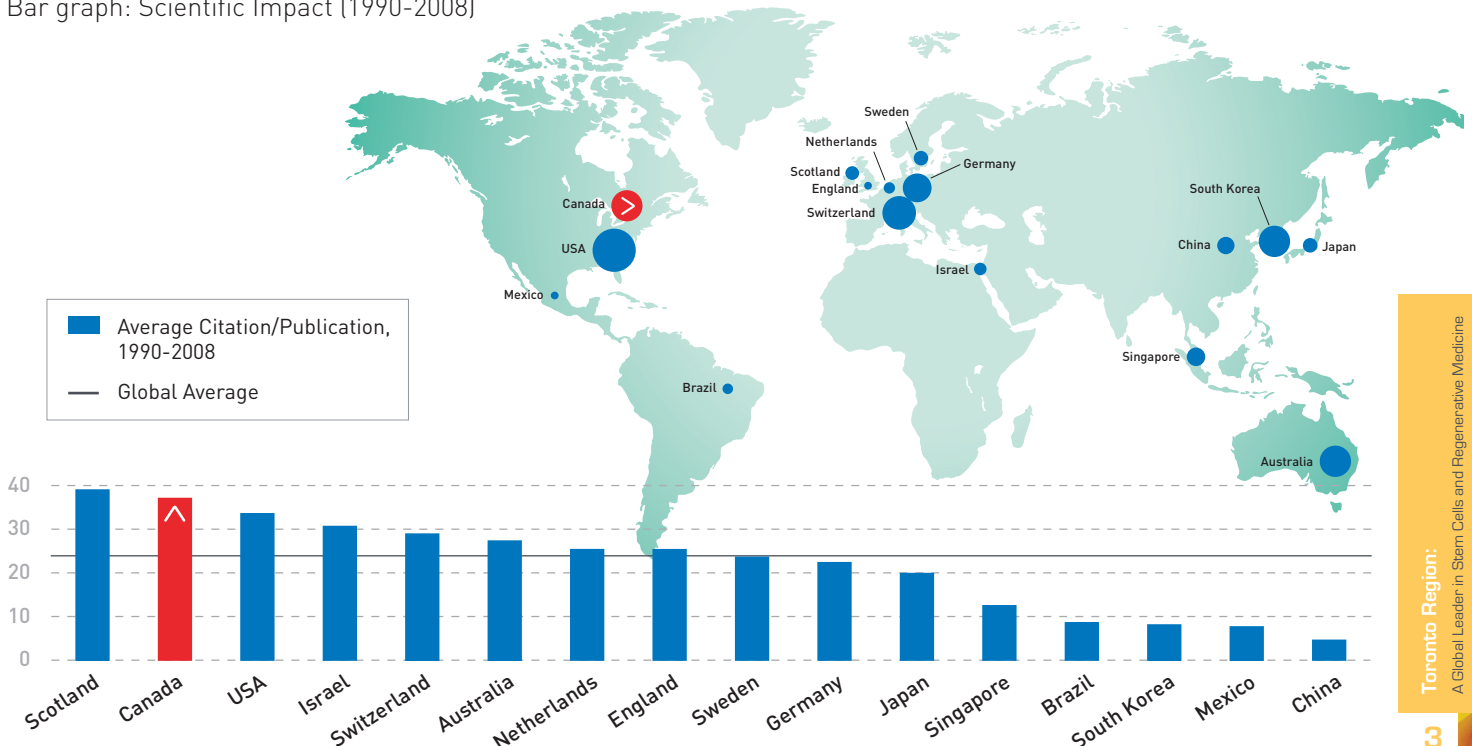 Bar graph: Scientific Impact (1990-2008)
Sweden
Netherlands
Scotland
Germany
England
Switzerland
South Korea
Canada
USA
China
Japan
Israel
Mexico
Singapore
Brazil
Australia
Average Citation/Publication,
1990-2008
Global Average
40
30
20
10
0
Scotland
Canada
USA
Israel
Switzerland
Australia
Netherlands
England
Sweden
Germany
Japan
Singapore
Brazil
South Korea
Mexico
China
Toronto Region:
A Global Leader in Stem Cells and Regenerative Medicine
3